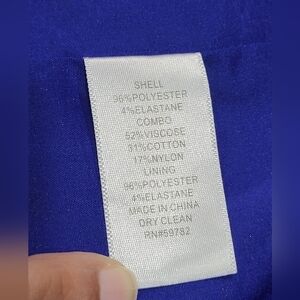 SHELL
96%POLYESTER
4%ELASTANE
COMBO
52%VISCOSE
31%COTTON
17%NYLON
LINING
96%POLYESTER
4%ELASTANE
MADE IN CHINA
DRY CLEAN
RN#59782